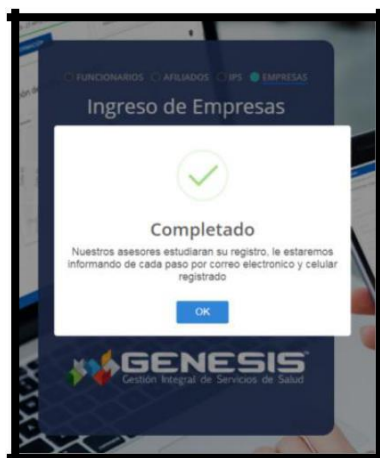 FUNCIONARIOS AFILIADOS IPS EMPRESAS
Ingreso de Empresas
Completado
Nuestros asesores estudiaran su registro, le estaremos
informando de cada paso por correo electronico y celular
registrado
OK
GENESIS
Gestión Integral de Servicios de Salud